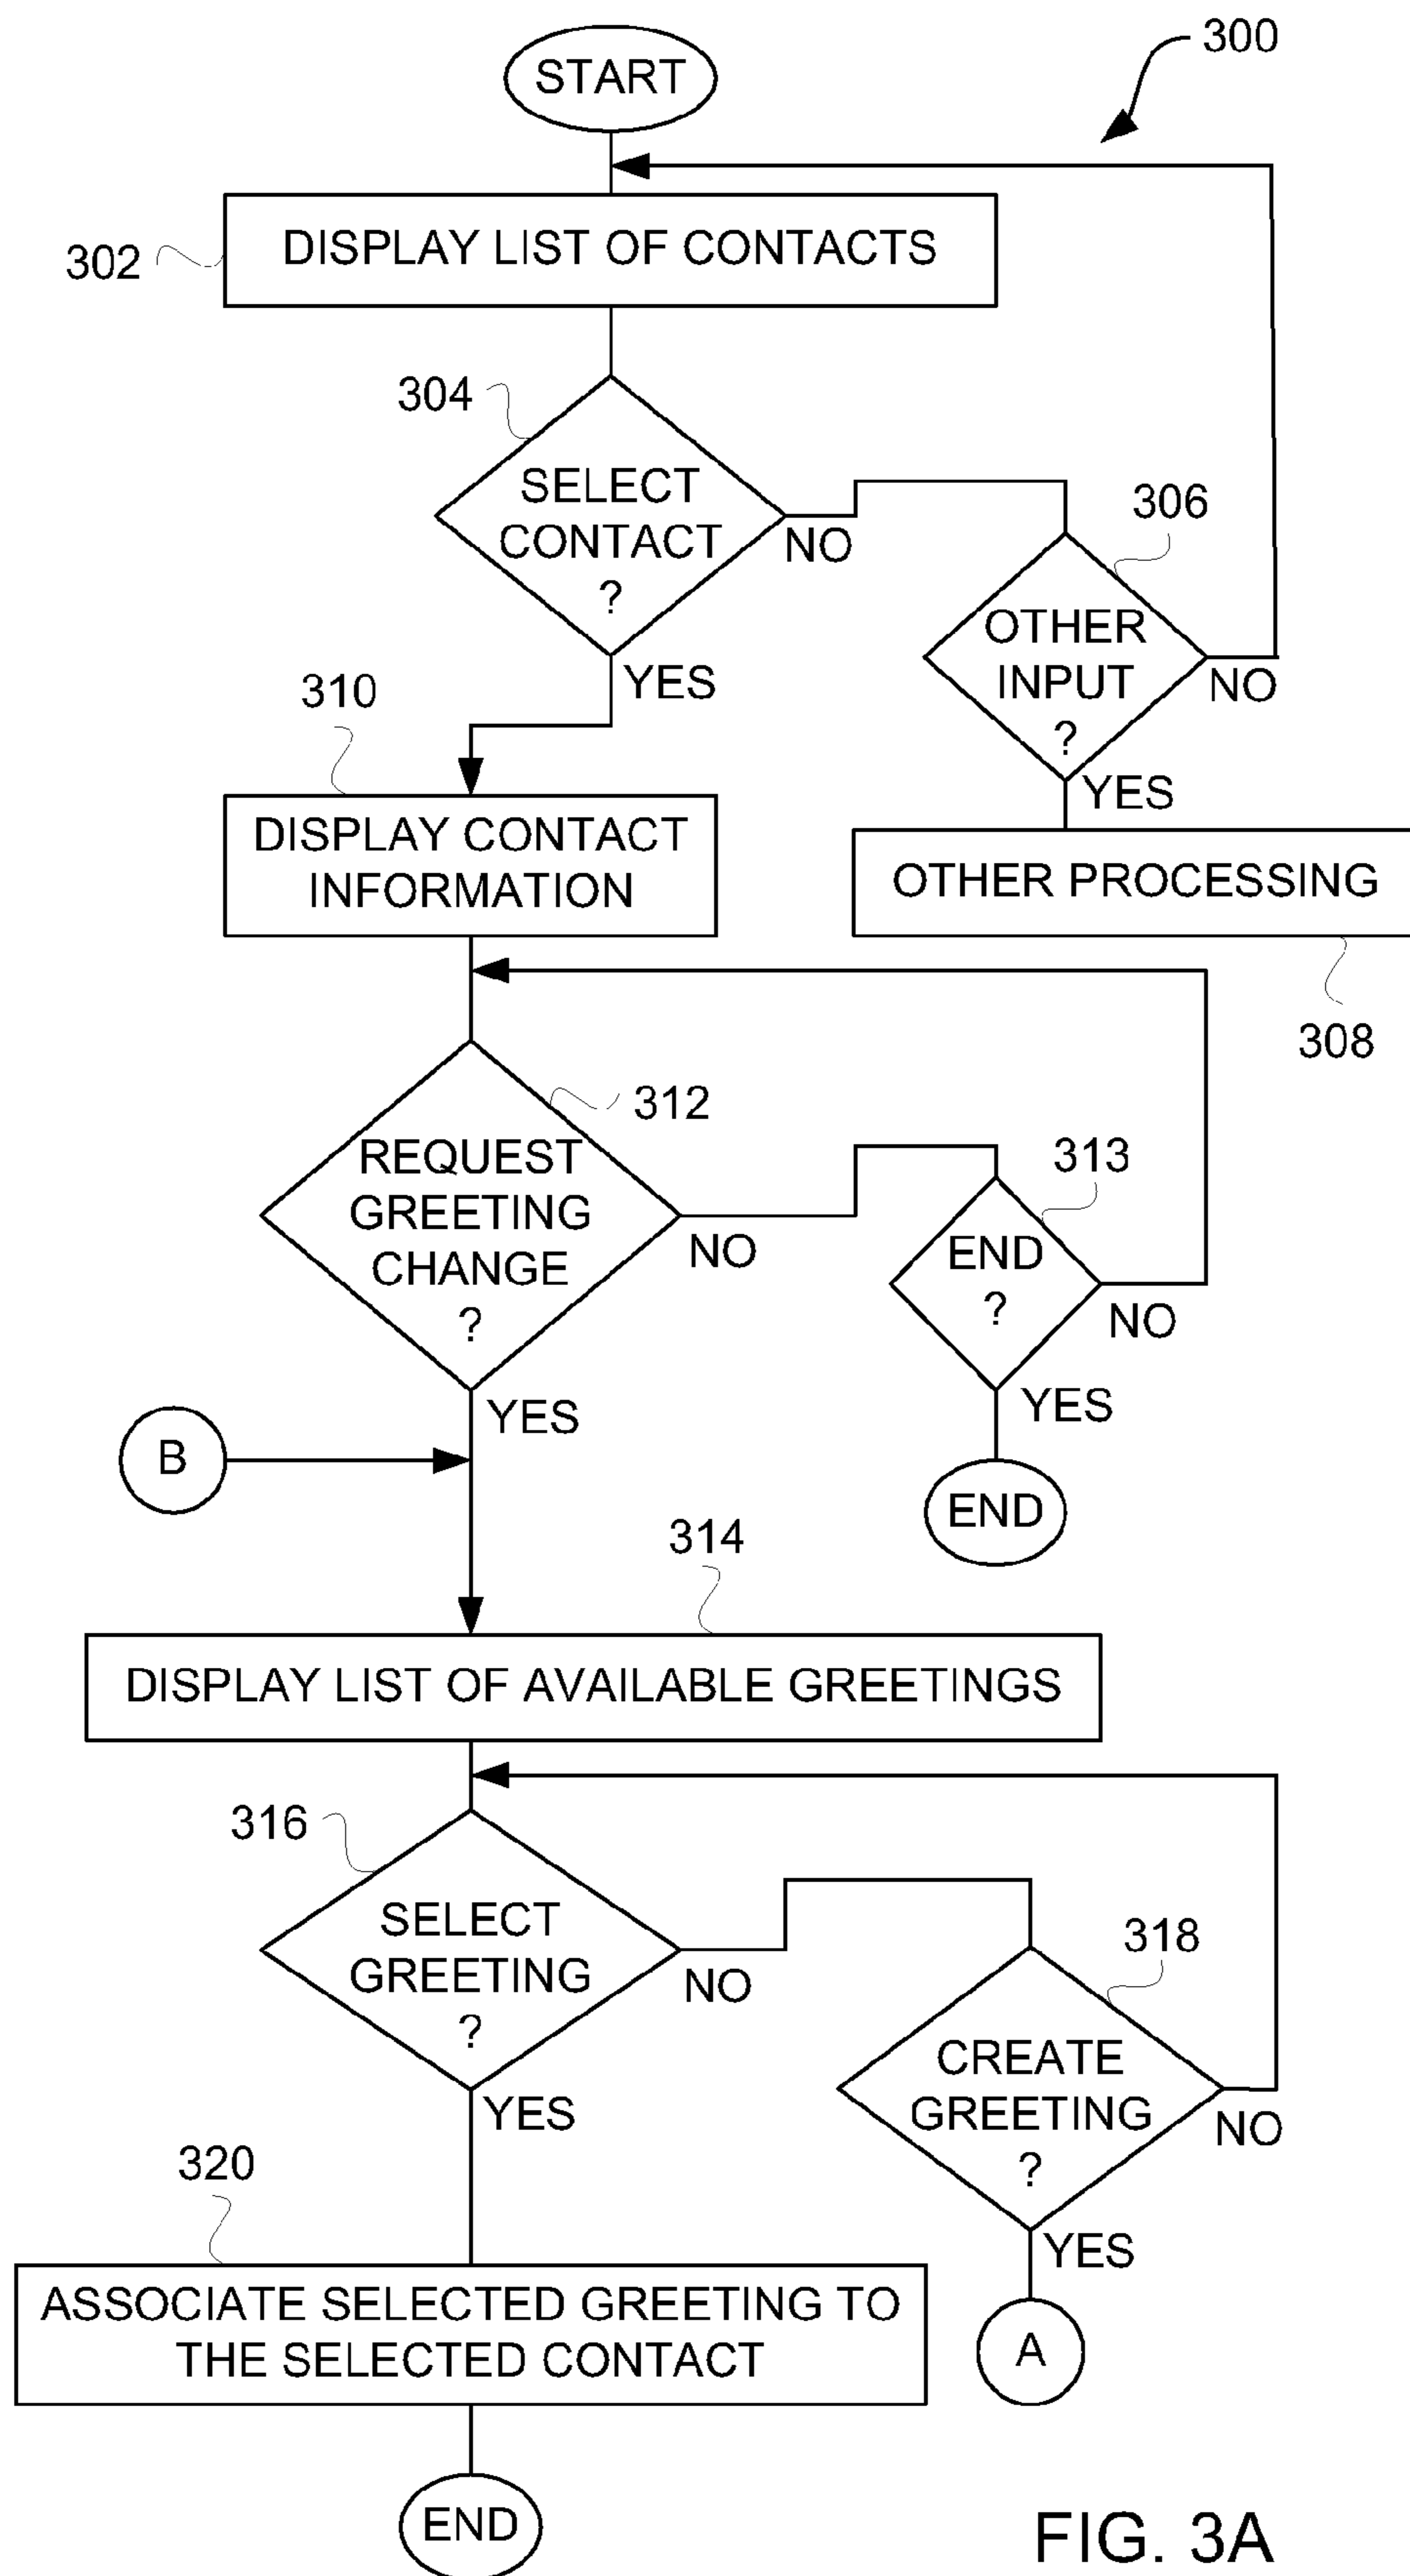 300
START
302
DISPLAY LIST OF CONTACTS
304
SELECT
CONTACT
?
NO
YES
306
OTHER
INPUT
?
NO
YES
310
DISPLAY CONTACT
INFORMATION
OTHER PROCESSING
308
312
REQUEST
GREETING
CHANGE
?
NO
YES
313
END
?
NO
YES
END
B
314
DISPLAY LIST OF AVAILABLE GREETINGS
316
SELECT
GREETING
?
NO
YES
318
CREATE
GREETING
?
NO
YES
A
320
ASSOCIATE SELECTED GREETING TO
THE SELECTED CONTACT
END
FIG. 3A